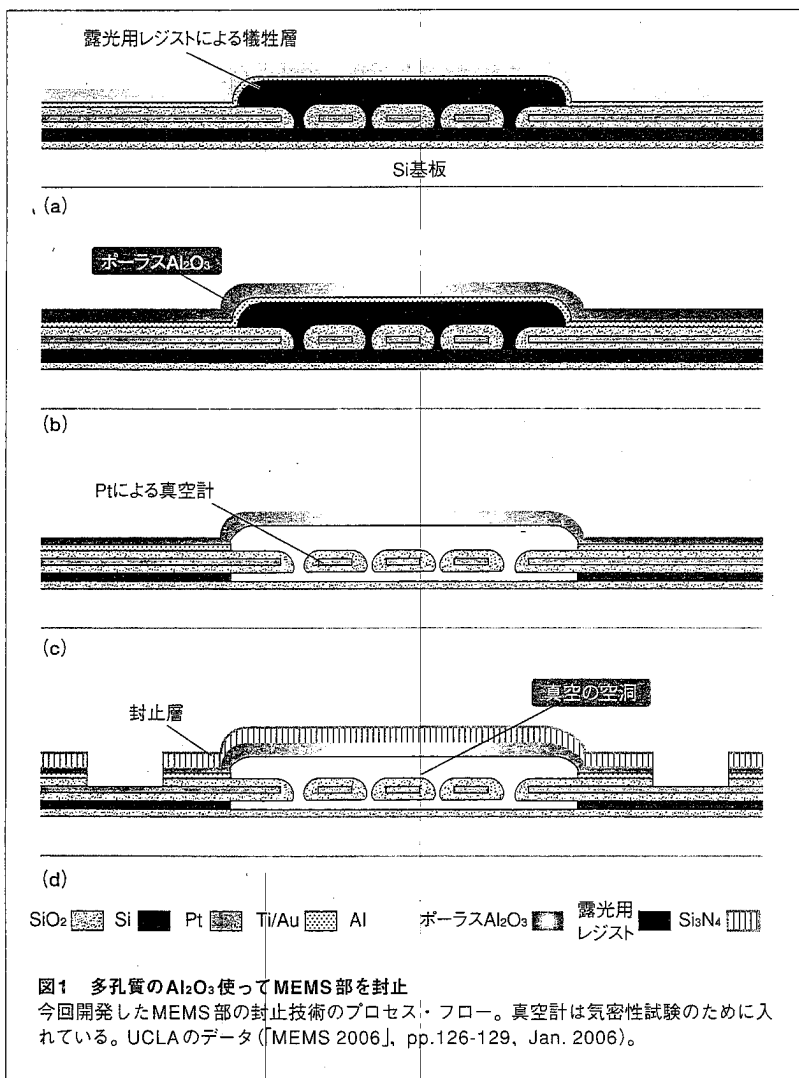 露光用レジストによる犠牲層
Si基板
(a)
ポーラスAl₂O₃
(b)
Ptによる真空計
(c)
封止層
真空の空洞
(d)
SiO₂ Si Pt Ti/Au Al ポーラスAl₂O₃ 露光用レジスト Si₃N₄
図1 多孔質のAl₂O₃使ってMEMS部を封止
今回開発したMEMS部の封止技術のプロセス・フロー。真空計は気密性試験のために入
れている。UCLAのデータ(「MEMS 2006」, pp.126-129, Jan. 2006)。